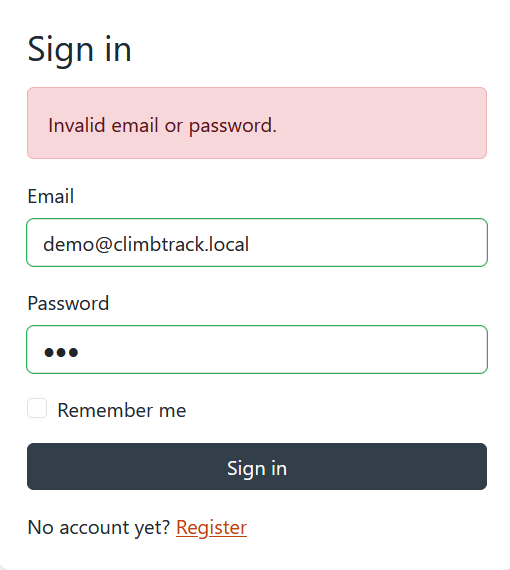 Sign in
Invalid email or password.
Email
demo@climbtrack.local
Password
●●●
Remember me
Sign in
No account yet? Register